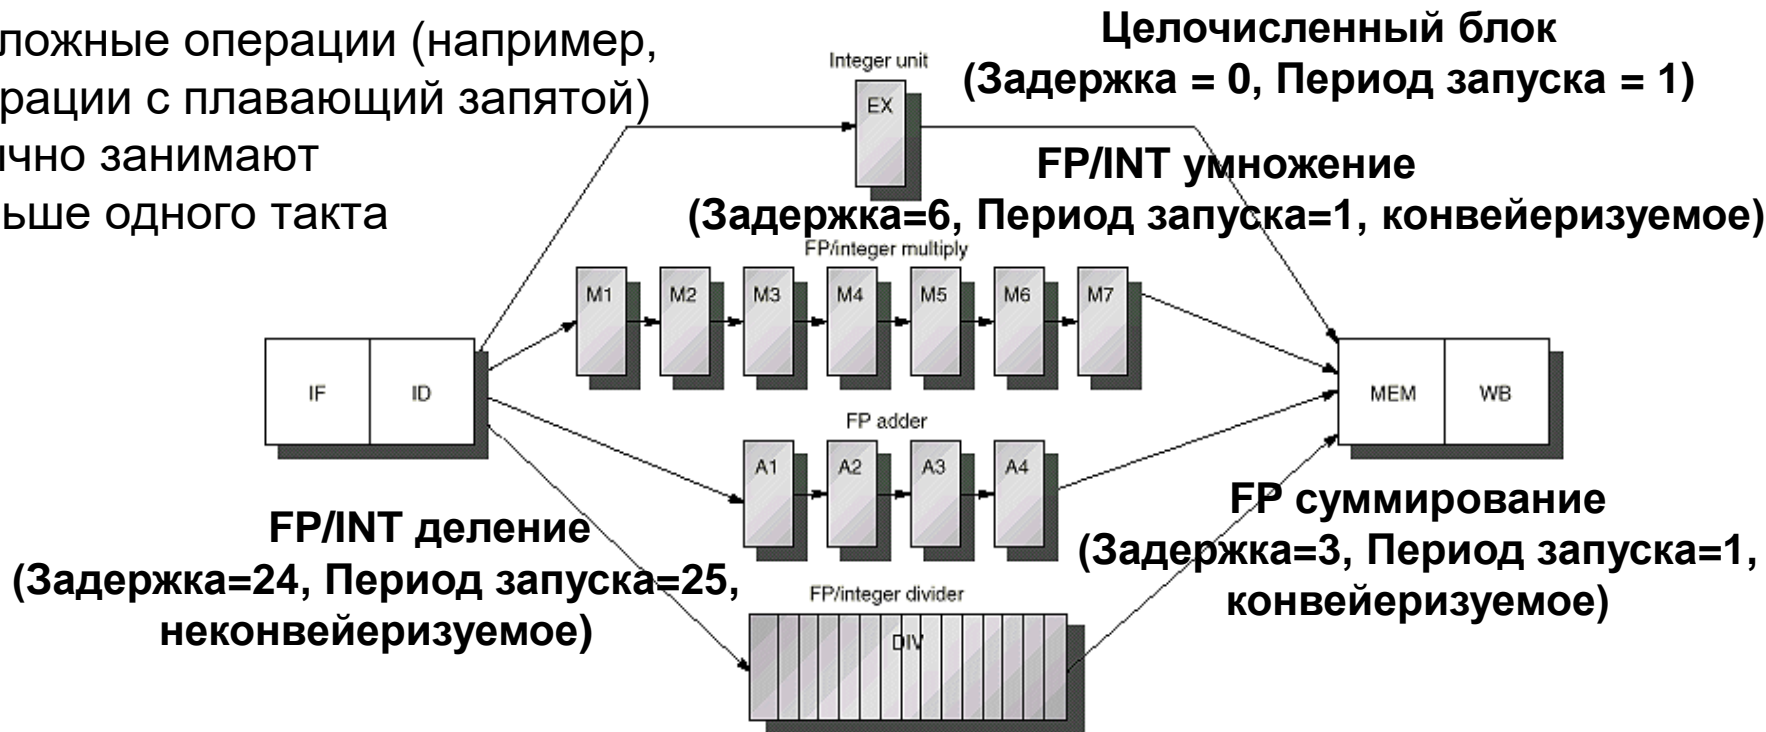 ложные операции (например,
рации с плавающий запятой)
чно занимают
ьше одного такта
Целочисленный блок
(Задержка = 0, Период запуска = 1)
Integer unit
EX
FP/INT умножение
(Задержка=6, Период запуска=1, конвейеризуемое)
FP/integer multiply
M1 M2 M3 M4 M5 M6 M7
IF ID
MEM WB
FP adder
A1 A2 A3 A4
FP/INT деление
(Задержка=24, Период запуска=25,
неконвейеризуемое)
FP суммирование
(Задержка=3, Период запуска=1,
конвейеризуемое)
FP/integer divider
DIV